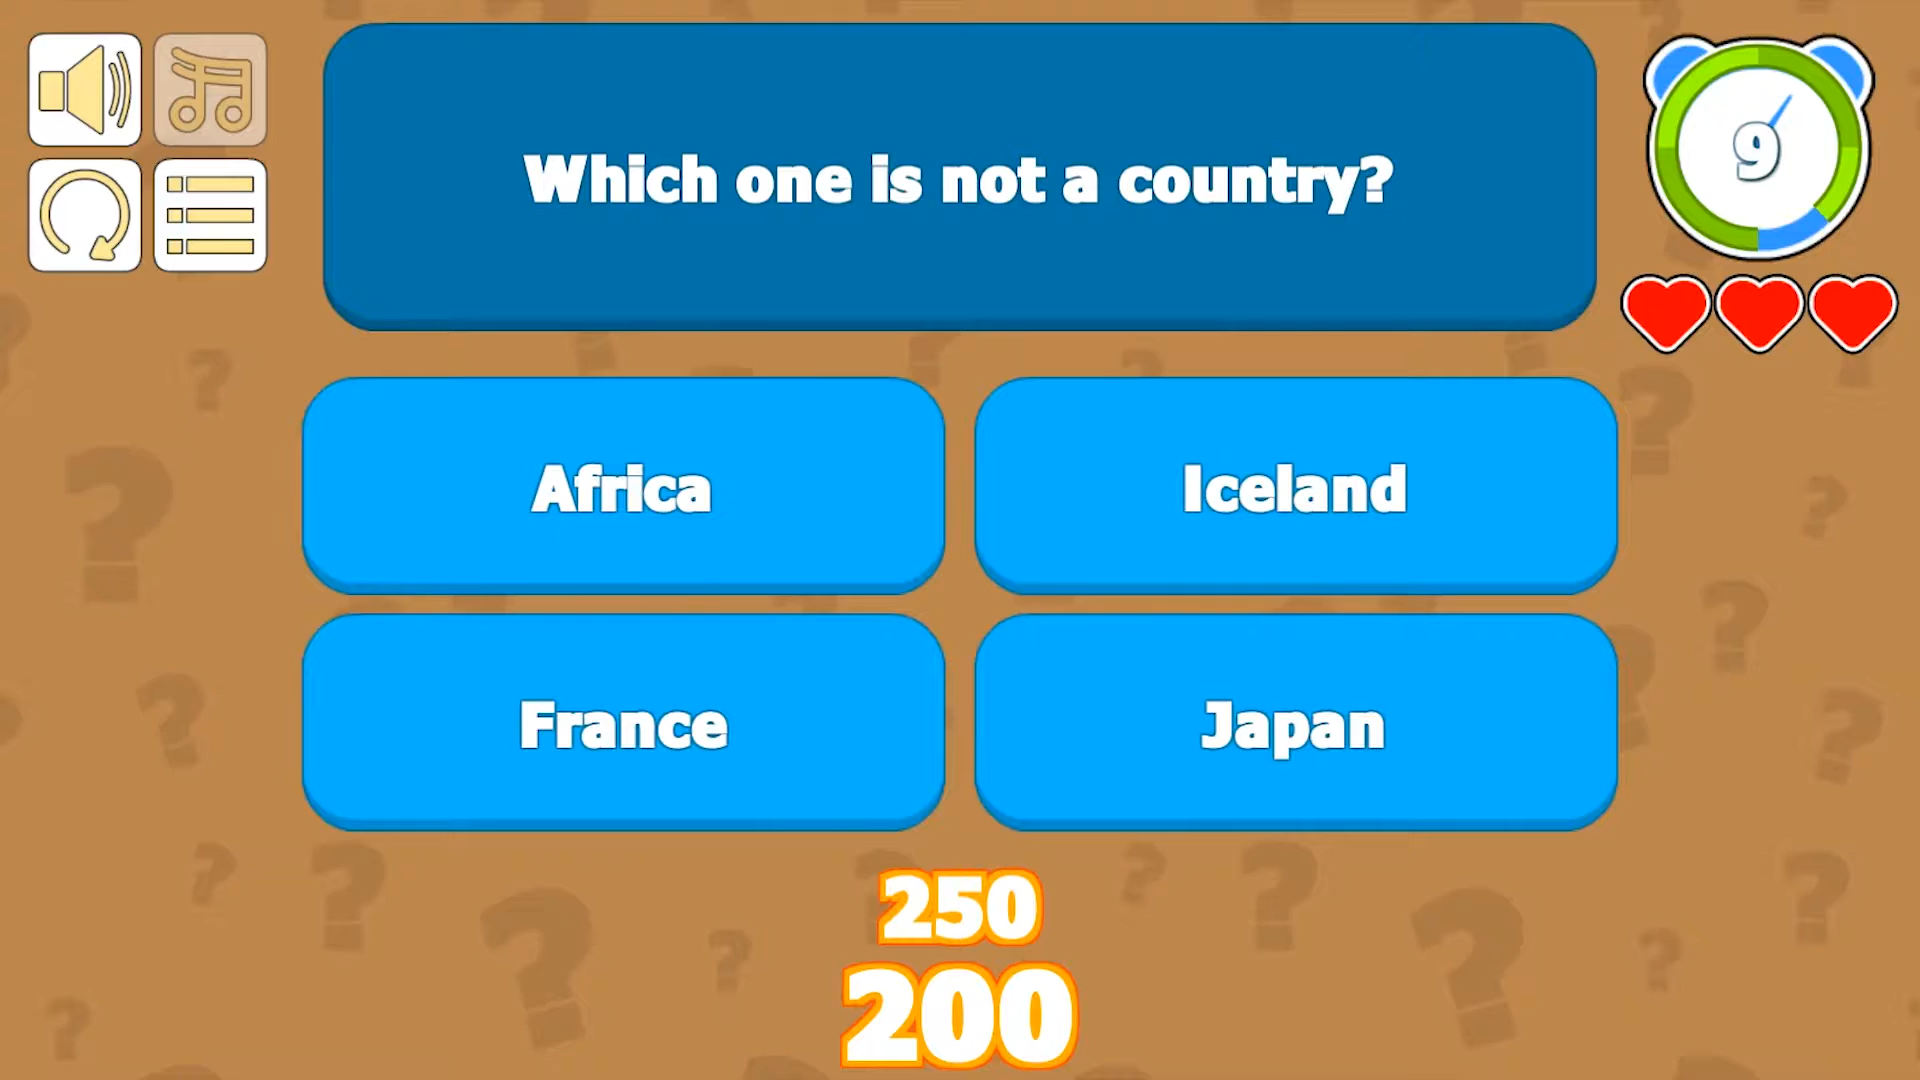 Which one is not a country?
9
Africa
Iceland
France
Japan
250
200